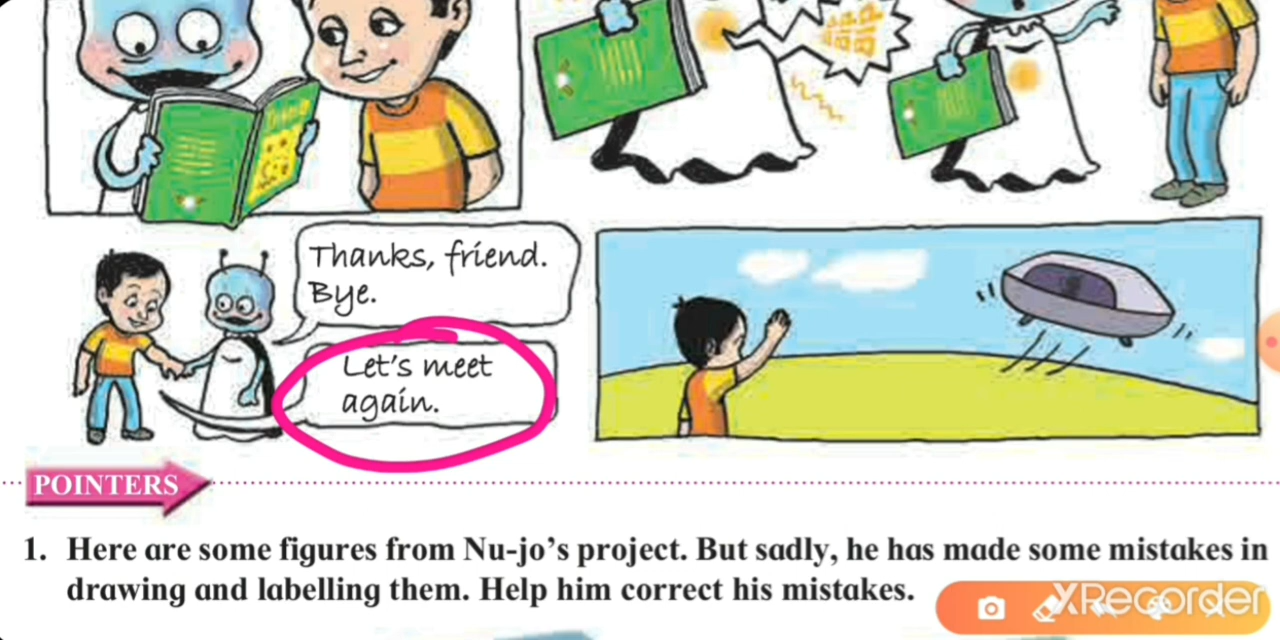 Thanks, friend.
Bye.
Let's meet
again.
POINTERS
1. Here are some figures from Nu-jo's project. But sadly, he has made some mistakes in
drawing and labelling them. Help him correct his mistakes.
XRecorder